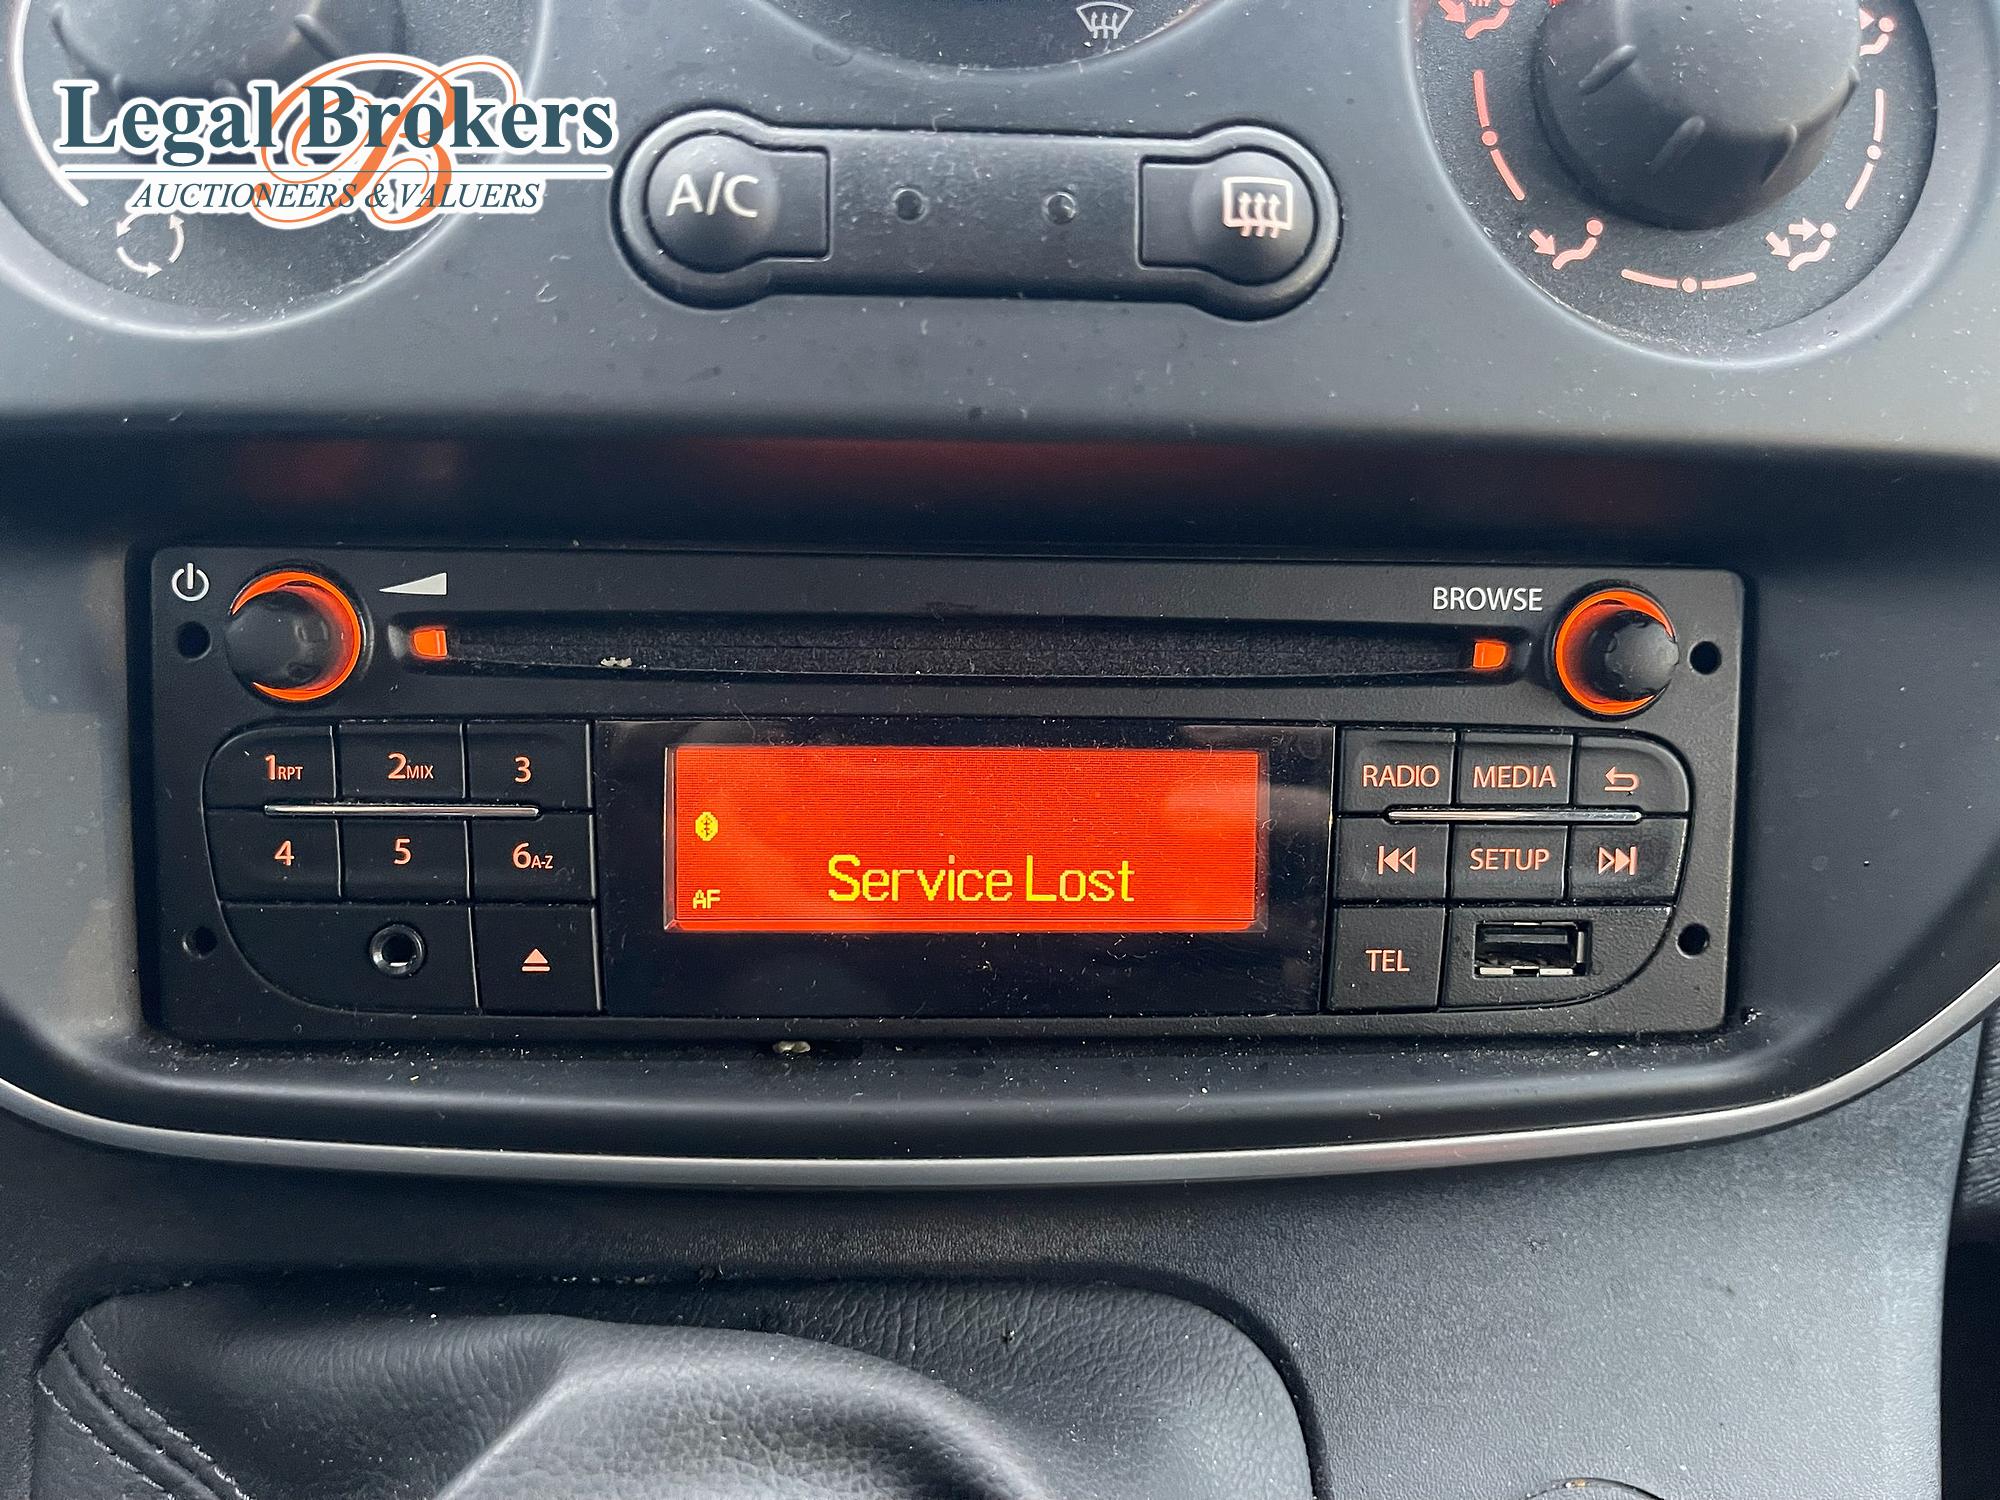 Legal Brokers
AUCTIONEERS & VALUERS
A/C
BROWSE
1RPT 2MIX 3
RADIO MEDIA
4 5 6A-Z
SETUP
Service Lost
AF
TEL